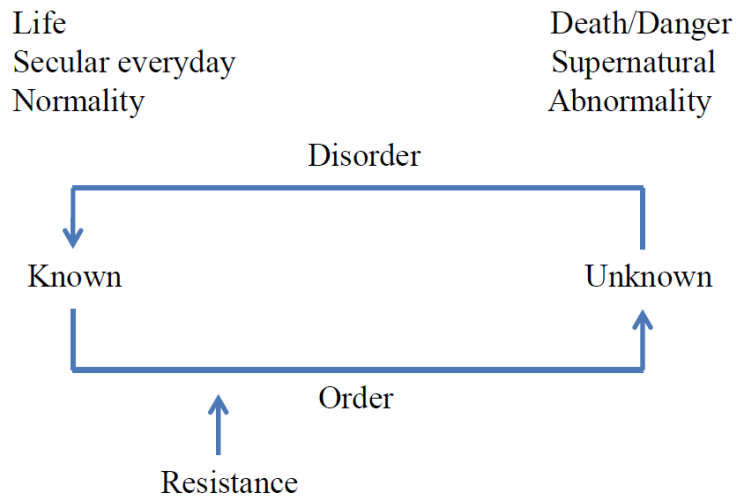 Life
Secular everyday
Normality
Death/Danger
Supernatural
Abnormality
Disorder
Known
Unknown
Order
Resistance